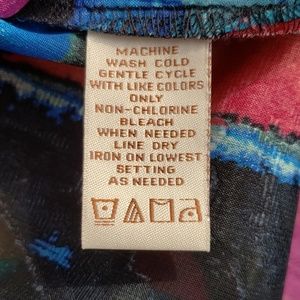 MACHINE
WASH COLD
GENTLE CYCLE
WITH LIKE COLORS
ONLY
NON-CHLORINE
BLEACH
WHEN NEEDED
LINE DRY
IRON ON LOWEST
SETTING
AS NEEDED